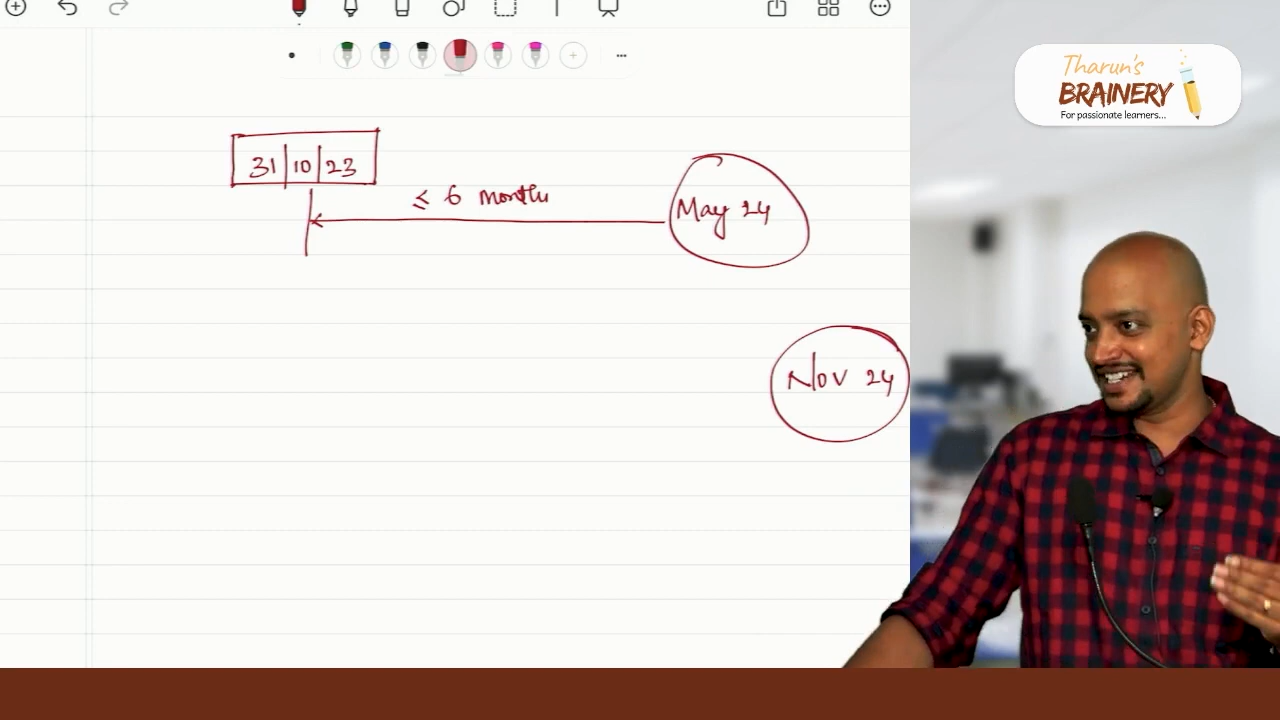 Tharun's
BRAINERY
For passionate learners...
31|10|23
≤ 6 months
May 24
Nov 24